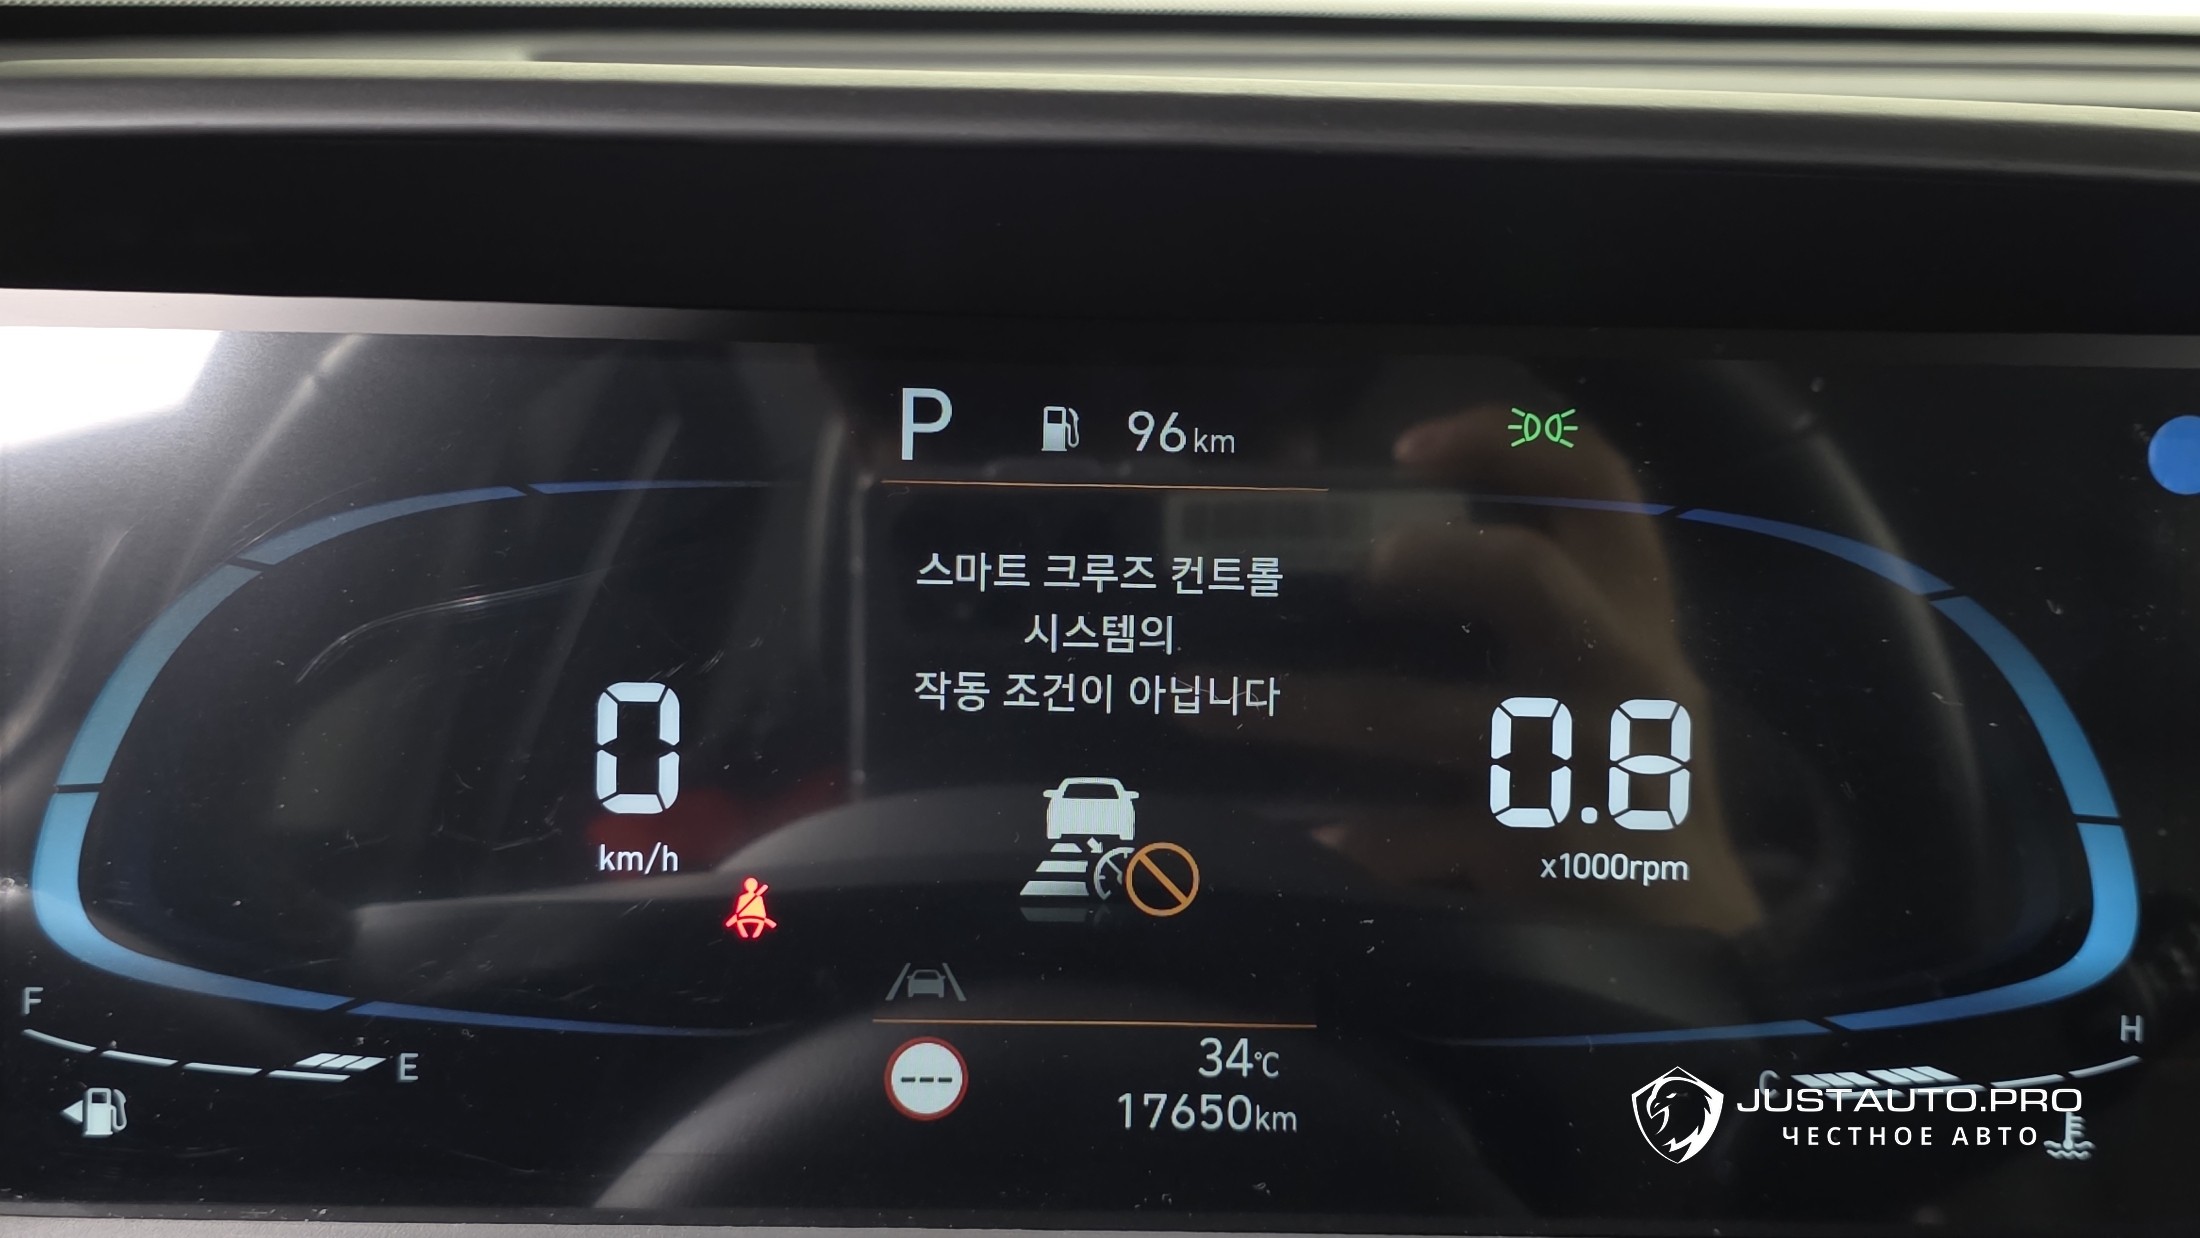 P 96km
스마트 크루즈 컨트롤
시스템의
작동 조건이 아닙니다
0
km/h
0.8
x1000rpm
F
E
C
H
---
34℃
17650km
JUSTAUTO.PRO
ЧЕСТНОЕ АВТО